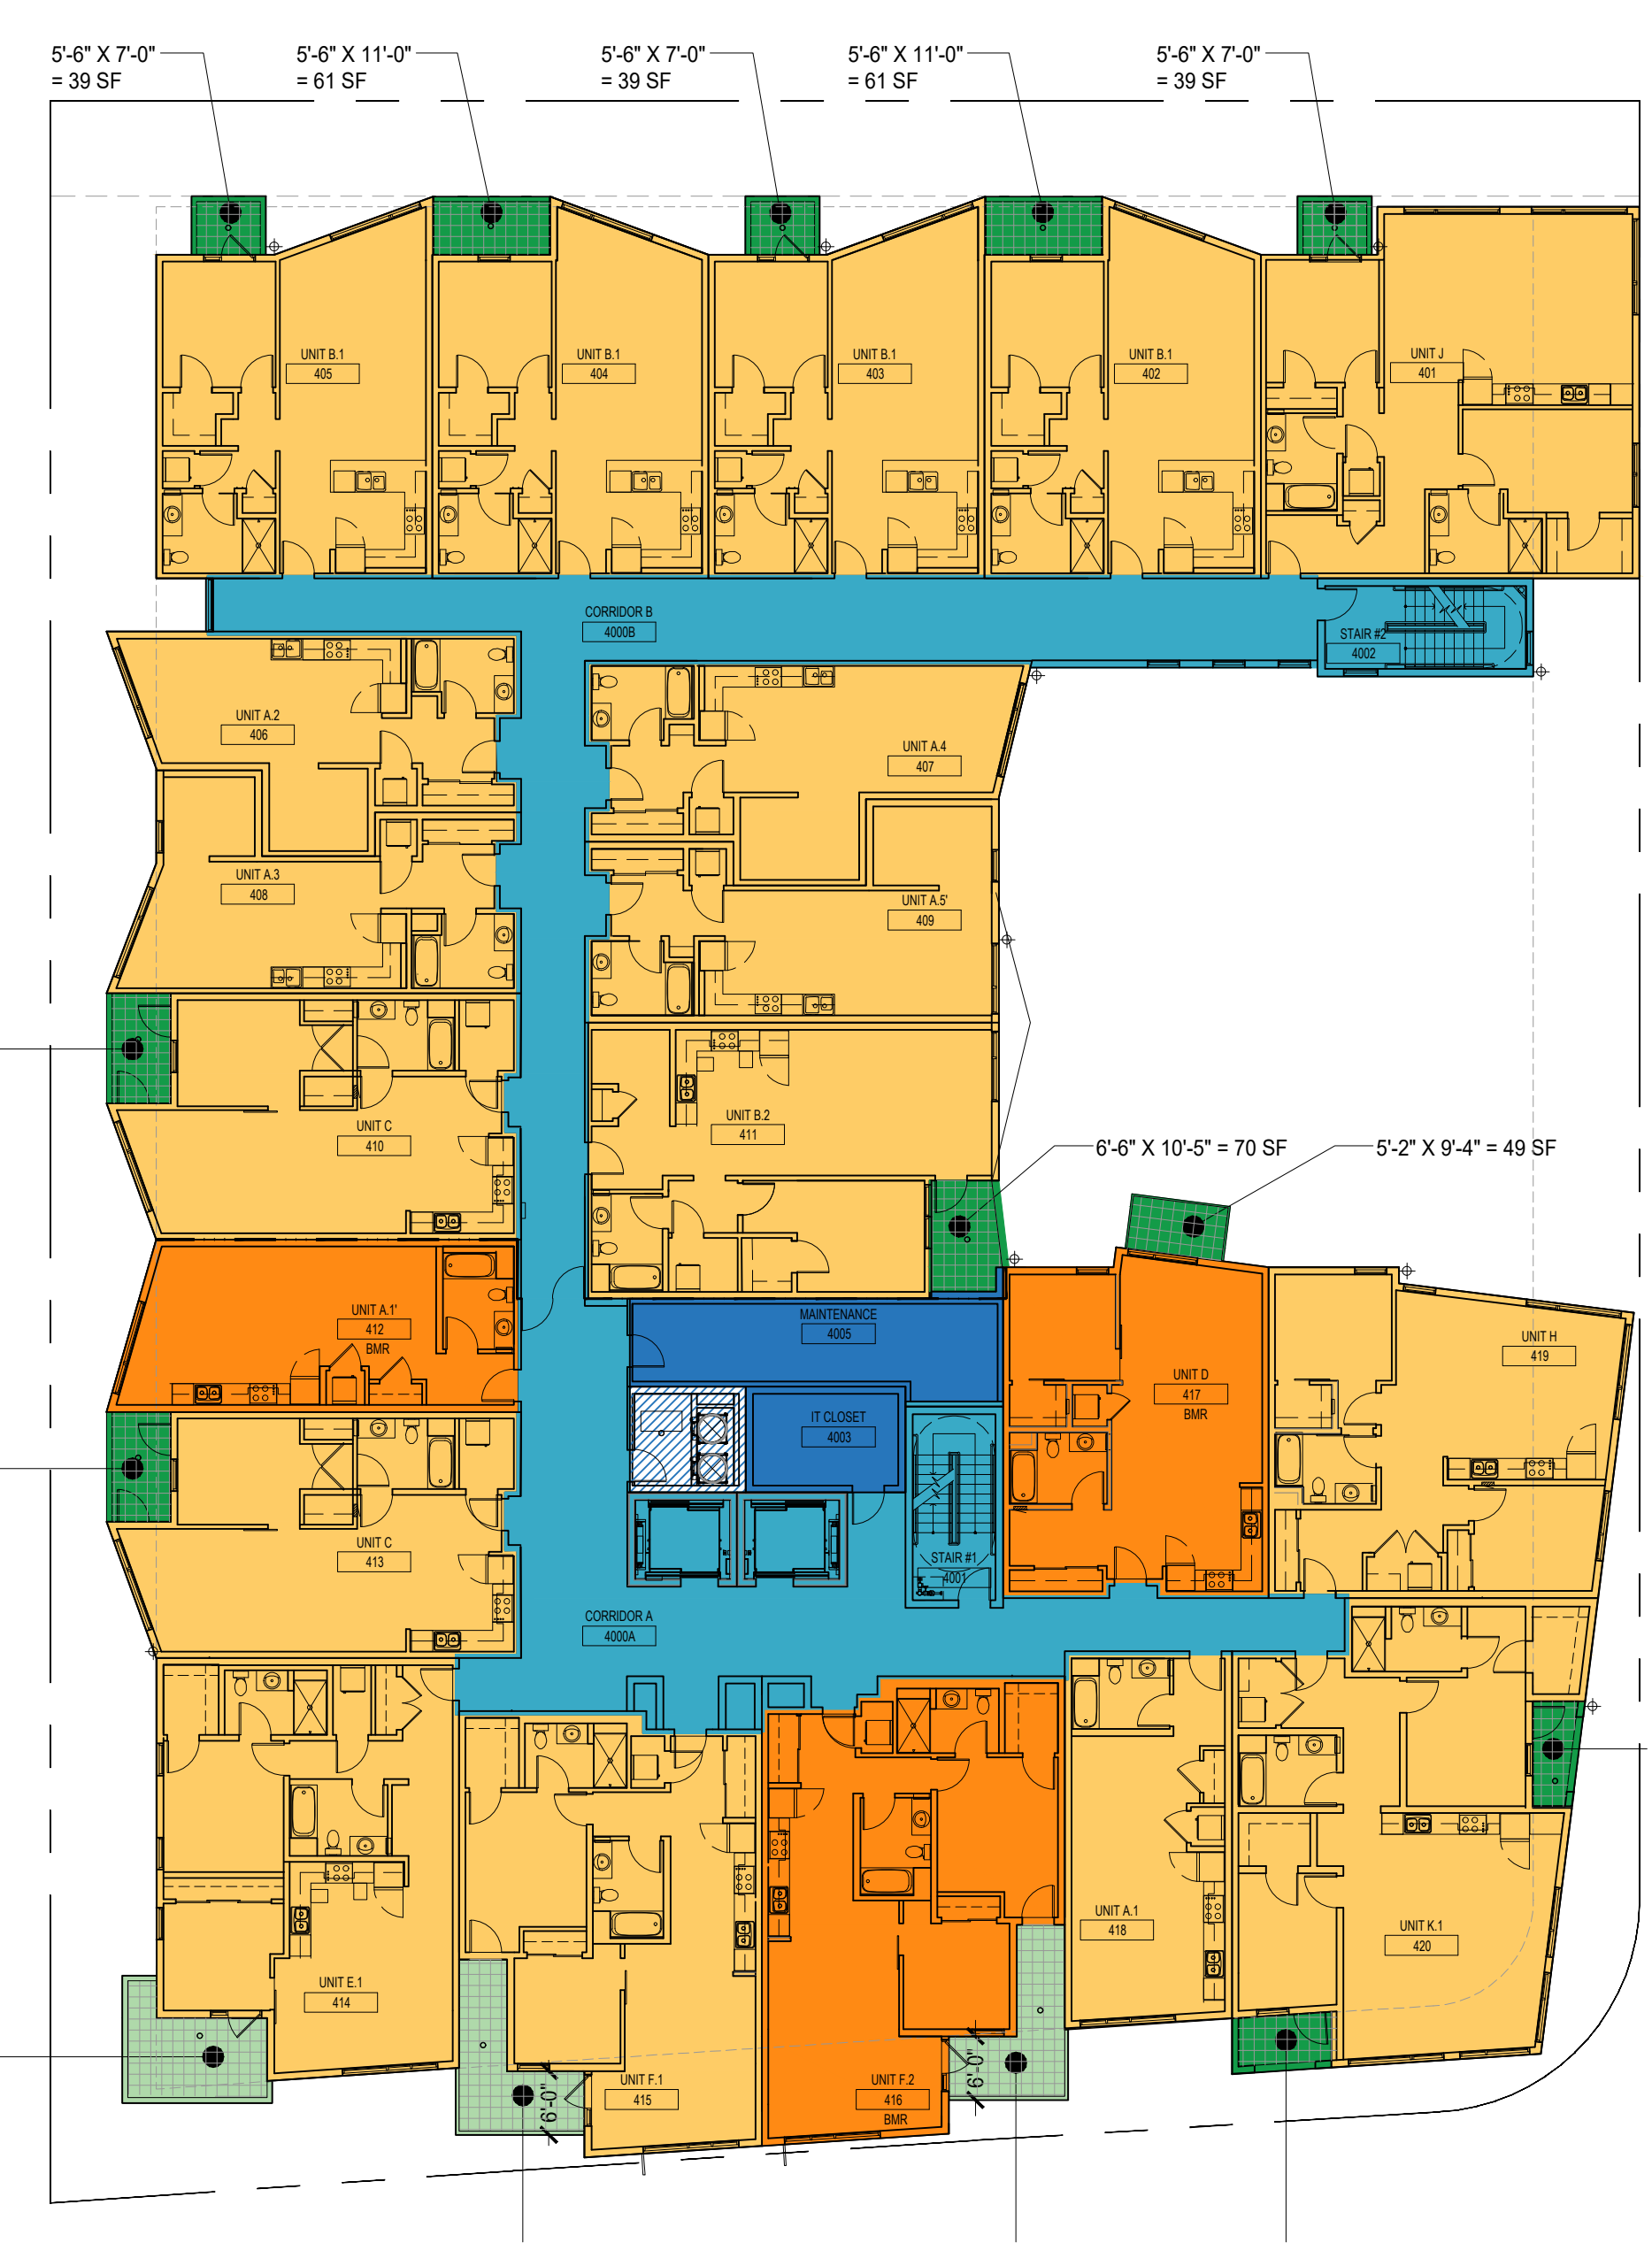 5'-6" X 7'-0"
= 39 SF
5'-6" X 11'-0"
= 61 SF
5'-6" X 7'-0"
= 39 SF
5'-6" X 11'-0"
= 61 SF
5'-6" X 7'-0"
= 39 SF
UNIT B.1
405
UNIT B.1
404
UNIT B.1
403
UNIT B.1
402
UNIT J
401
CORRIDOR B
4000B
STAIR #2
4002
UNIT A.2
406
UNIT A.4
407
UNIT A.3
408
UNIT A.5'
409
UNIT C
410
UNIT B.2
411
6'-6" X 10'-5" = 70 SF
5'-2" X 9'-4" = 49 SF
UNIT A.1'
412
BMR
MAINTENANCE
4005
UNIT D
417
BMR
UNIT H
419
IT CLOSET
4003
UNIT C
413
STAIR #1
4001
CORRIDOR A
4000A
UNIT A.1
418
UNIT K.1
420
UNIT E.1
414
UNIT F.1
415
6'-0"
UNIT F.2
416
BMR
6'-0"